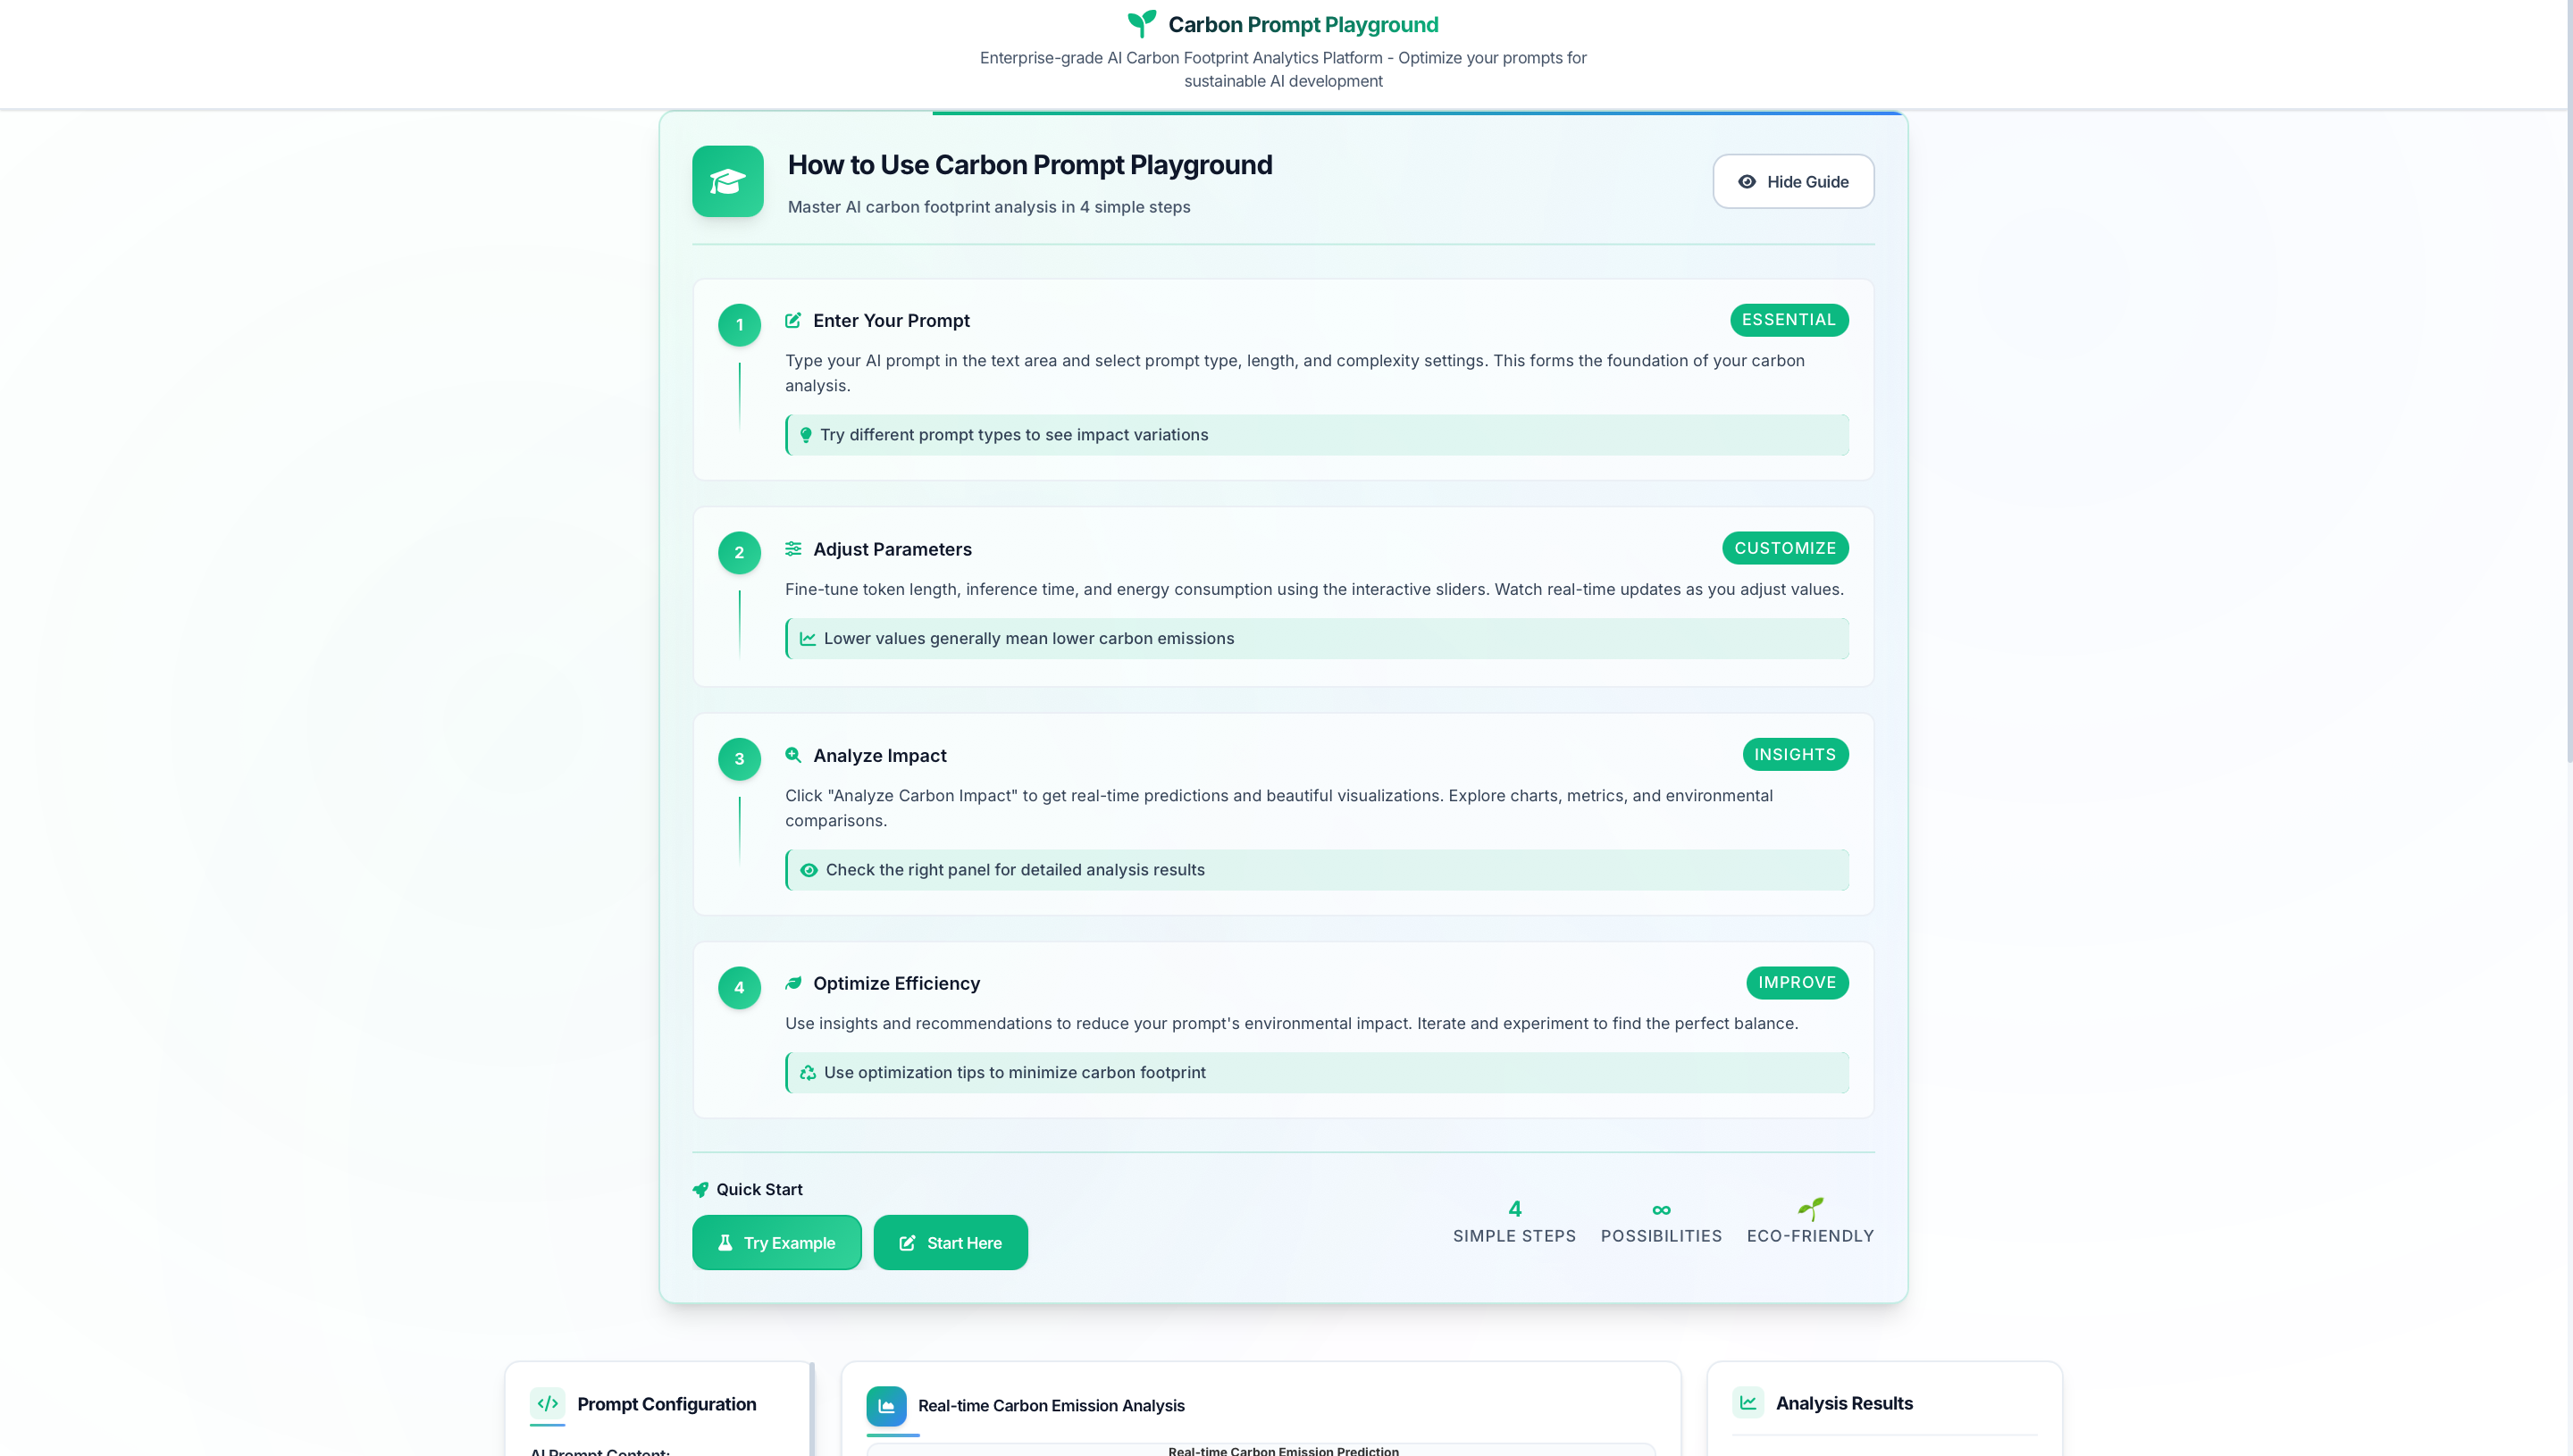 Carbon Prompt Playground
Enterprise-grade AI Carbon Footprint Analytics Platform - Optimize your prompts for
sustainable AI development
How to Use Carbon Prompt Playground
Master AI carbon footprint analysis in 4 simple steps
Hide Guide
1
Enter Your Prompt
ESSENTIAL
Type your AI prompt in the text area and select prompt type, length, and complexity settings. This forms the foundation of your carbon
analysis.
Try different prompt types to see impact variations
2
Adjust Parameters
CUSTOMIZE
Fine-tune token length, inference time, and energy consumption using the interactive sliders. Watch real-time updates as you adjust values.
Lower values generally mean lower carbon emissions
3
Analyze Impact
INSIGHTS
Click "Analyze Carbon Impact" to get real-time predictions and beautiful visualizations. Explore charts, metrics, and environmental
comparisons.
Check the right panel for detailed analysis results
4
Optimize Efficiency
IMPROVE
Use insights and recommendations to reduce your prompt's environmental impact. Iterate and experiment to find the perfect balance.
Use optimization tips to minimize carbon footprint
Quick Start
Try Example
Start Here
4
SIMPLE STEPS
∞
POSSIBILITIES
🌱
ECO-FRIENDLY
Prompt Configuration
AI Prompt Content:
Real-time Carbon Emission Analysis
Real-time Carbon Emission Prediction
Analysis Results